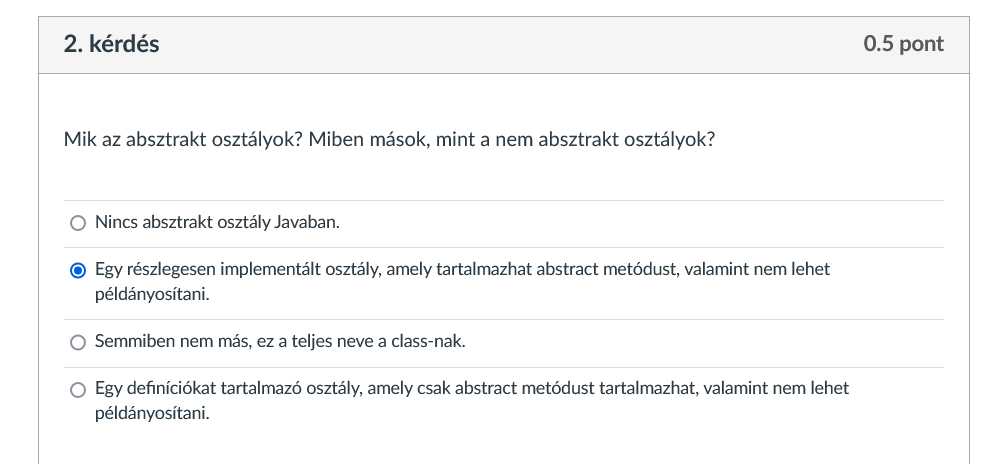 2. kérdés
0.5 pont
Mik az absztrakt osztályok? Miben mások, mint a nem absztrakt osztályok?
Nincs absztrakt osztály Javaban.
Egy részlegesen implementált osztály, amely tartalmazhat abstract metódust, valamint nem lehet
példányosítani.
Semmiben nem más, ez a teljes neve a class-nak.
Egy definíciókat tartalmazó osztály, amely csak abstract metódust tartalmazhat, valamint nem lehet
példányosítani.